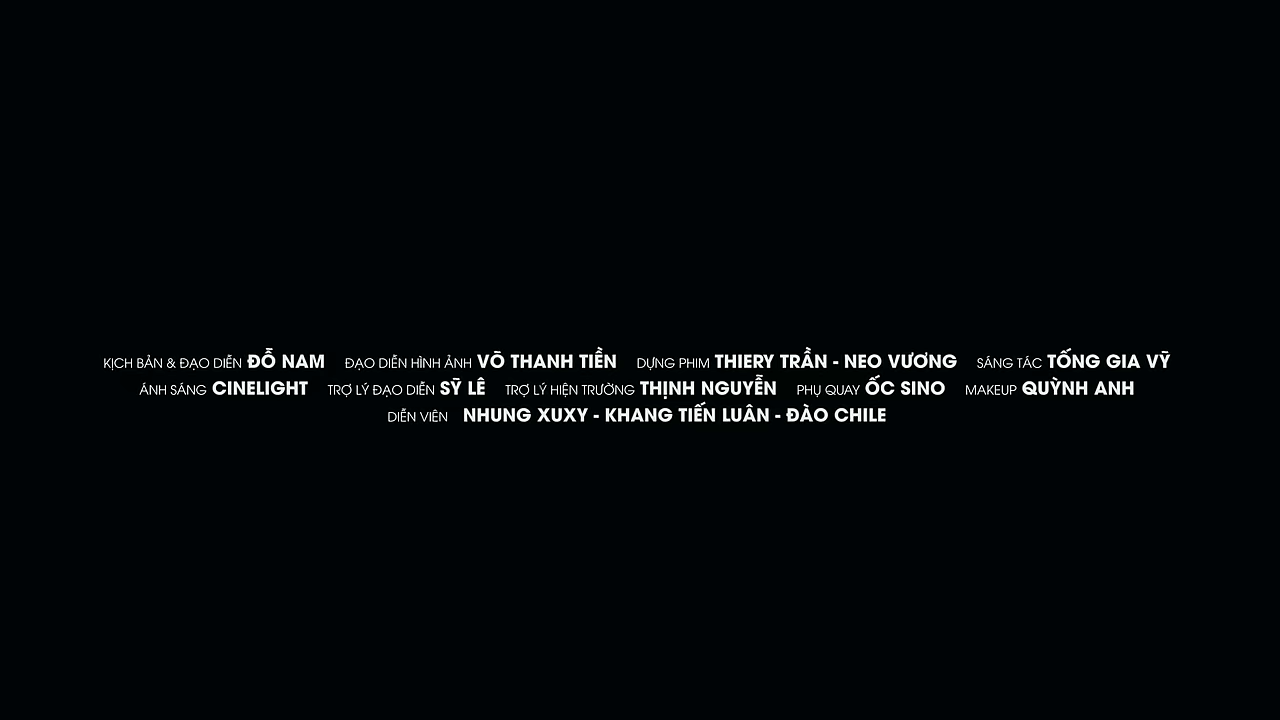 KỊCH BẢN & ĐẠO DIỄN ĐỖ NAM ĐẠO DIỄN HÌNH ẢNH VÕ THANH TIỀN DỰNG PHIM THIERY TRẦN - NEO VƯƠNG SÁNG TÁC TỐNG GIA VỸ
ÁNH SÁNG CINELIGHT TRỢ LÝ ĐẠO DIỄN SỸ LÊ TRỢ LÝ HIỆN TRƯỜNG THỊNH NGUYỄN PHỤ QUAY ỐC SINO MAKEUP QUỲNH ANH
DIỄN VIÊN NHUNG XUXY - KHANG TIẾN LUÂN - ĐÀO CHILE